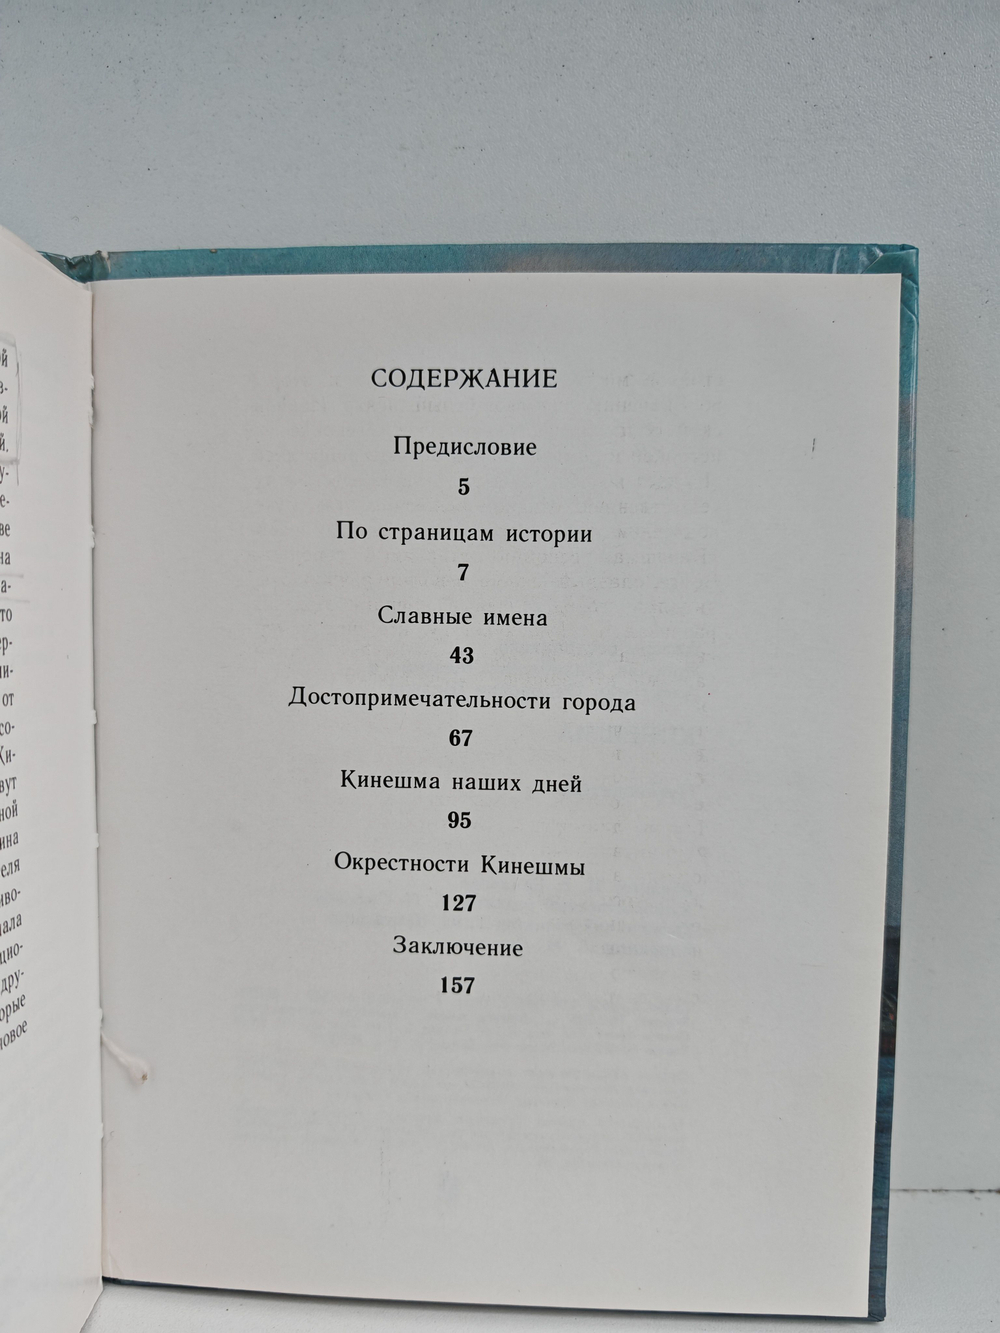 СОДЕРЖАНИЕ
Предисловие
5
По страницам истории
7
Славные имена
43
Достопримечательности города
67
Кинешма наших дней
95
Окрестности Кинешмы
127
Заключение
157